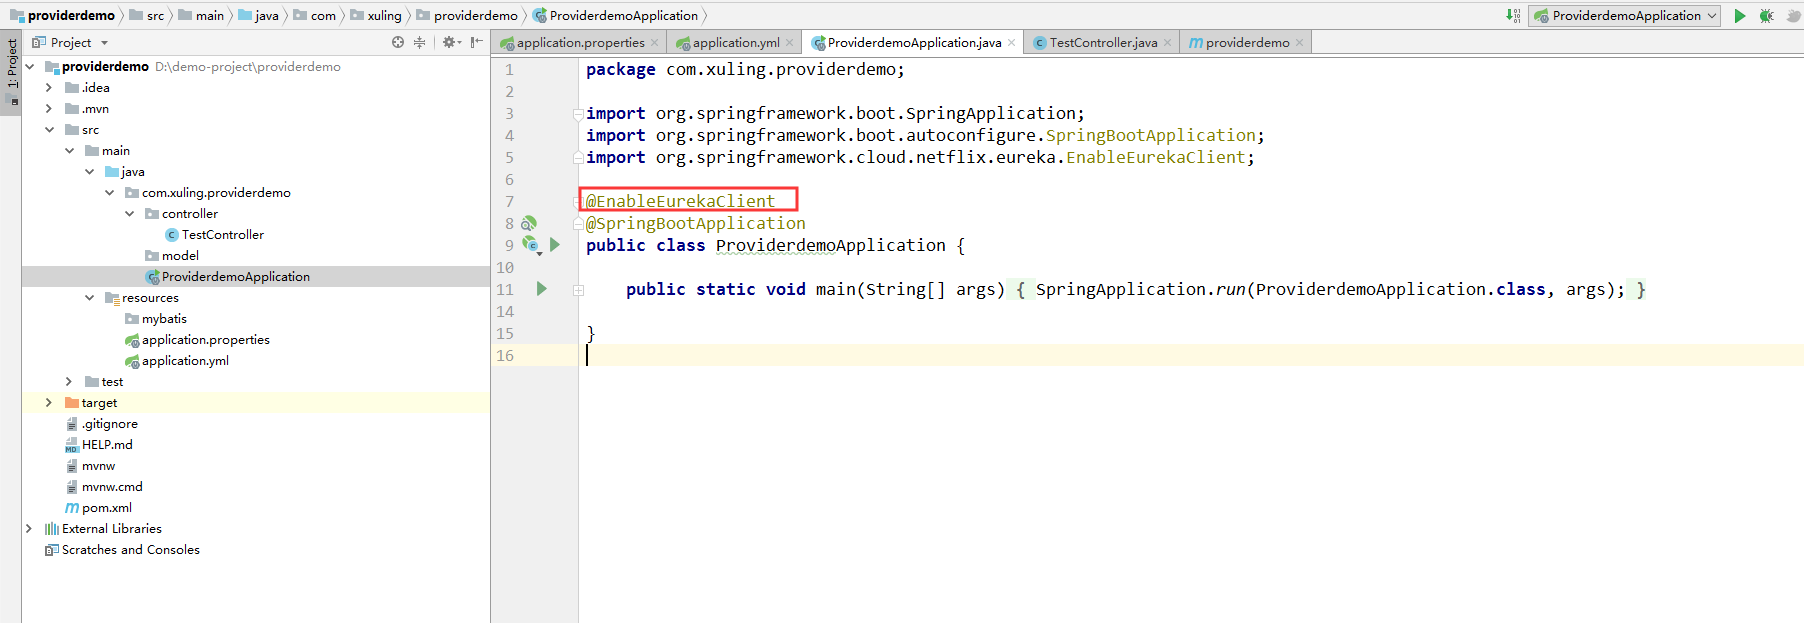 providerdemo src main java com xuling providerdemo ProviderdemoApplication ProviderdemoApplication
1: Project
Project
application.properties application.yml ProviderdemoApplication.java TestController.java providerdemo
providerdemo D:\demo-project\providerdemo
.idea
.mvn
src
main
java
com.xuling.providerdemo
controller
TestController
model
ProviderdemoApplication
resources
mybatis
application.properties
application.yml
test
target
.gitignore
HELP.md
mvnw
mvnw.cmd
pom.xml
External Libraries
Scratches and Consoles
1 package com.xuling.providerdemo;
2
3 import org.springframework.boot.SpringApplication;
4 import org.springframework.boot.autoconfigure.SpringBootApplication;
5 import org.springframework.cloud.netflix.eureka.EnableEurekaClient;
6
7 @EnableEurekaClient
8 @SpringBootApplication
9 public class ProviderdemoApplication {
10
11 public static void main(String[] args) { SpringApplication.run(ProviderdemoApplication.class, args); }
14
15 }
16